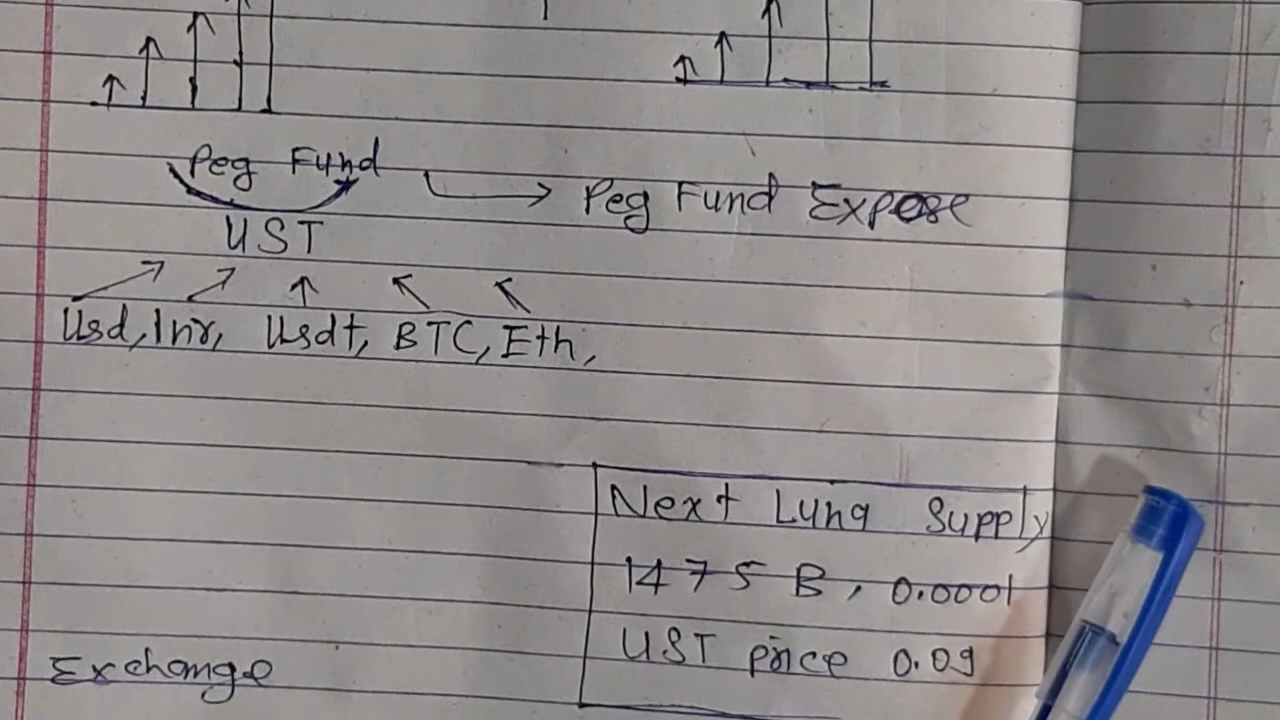 Peg Fund
Peg Fund Expose
UST
Usd, Inr, Usdt, BTC, Eth,
Next Luna Supply
1475 B, 0.0001
UST price 0.09
Exchange